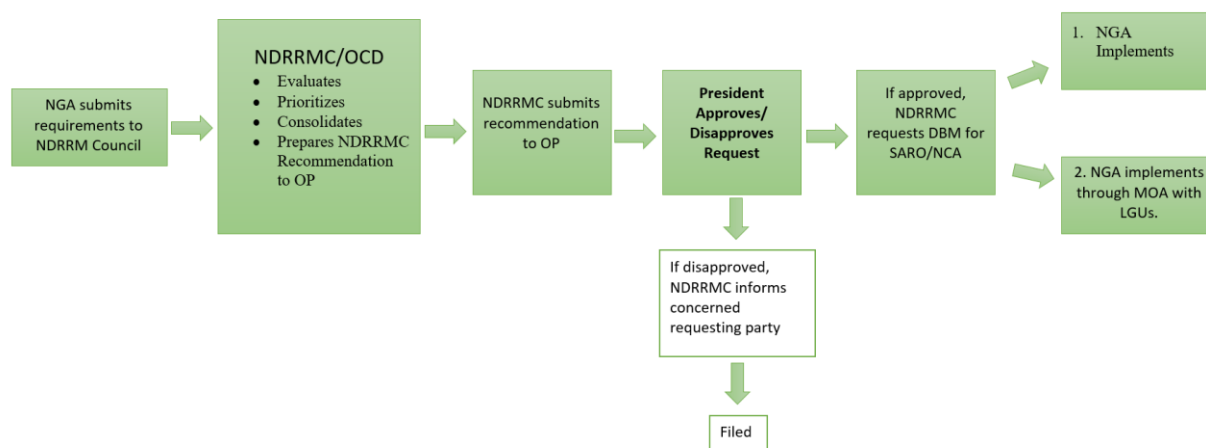 NGA submits
requirements to
NDRRM Council
NDRRMC/OCD
• Evaluates
• Prioritizes
• Consolidates
• Prepares NDRRMC
Recommendation
to OP
NDRRMC submits
recommendation
to OP
President
Approves/
Disapproves
Request
If approved,
NDRRMC
requests DBM for
SARO/NCA
1. NGA
Implements
2. NGA implements
through MOA with
LGUs.
If disapproved,
NDRRMC informs
concerned
requesting party
Filed